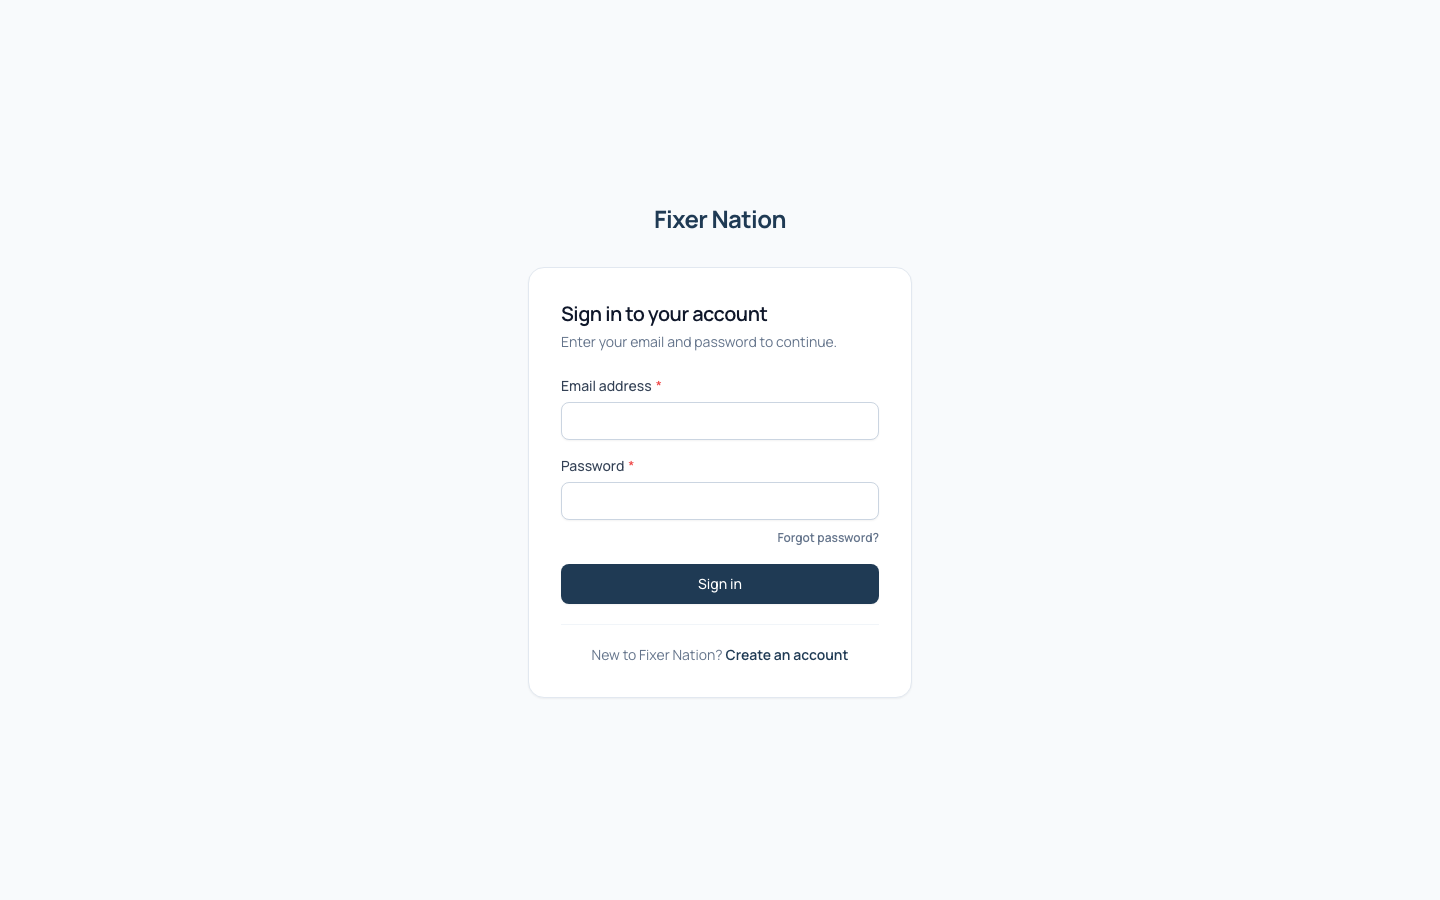 Fixer Nation
Sign in to your account
Enter your email and password to continue.
Email address *
Password *
Forgot password?
Sign in
New to Fixer Nation? Create an account